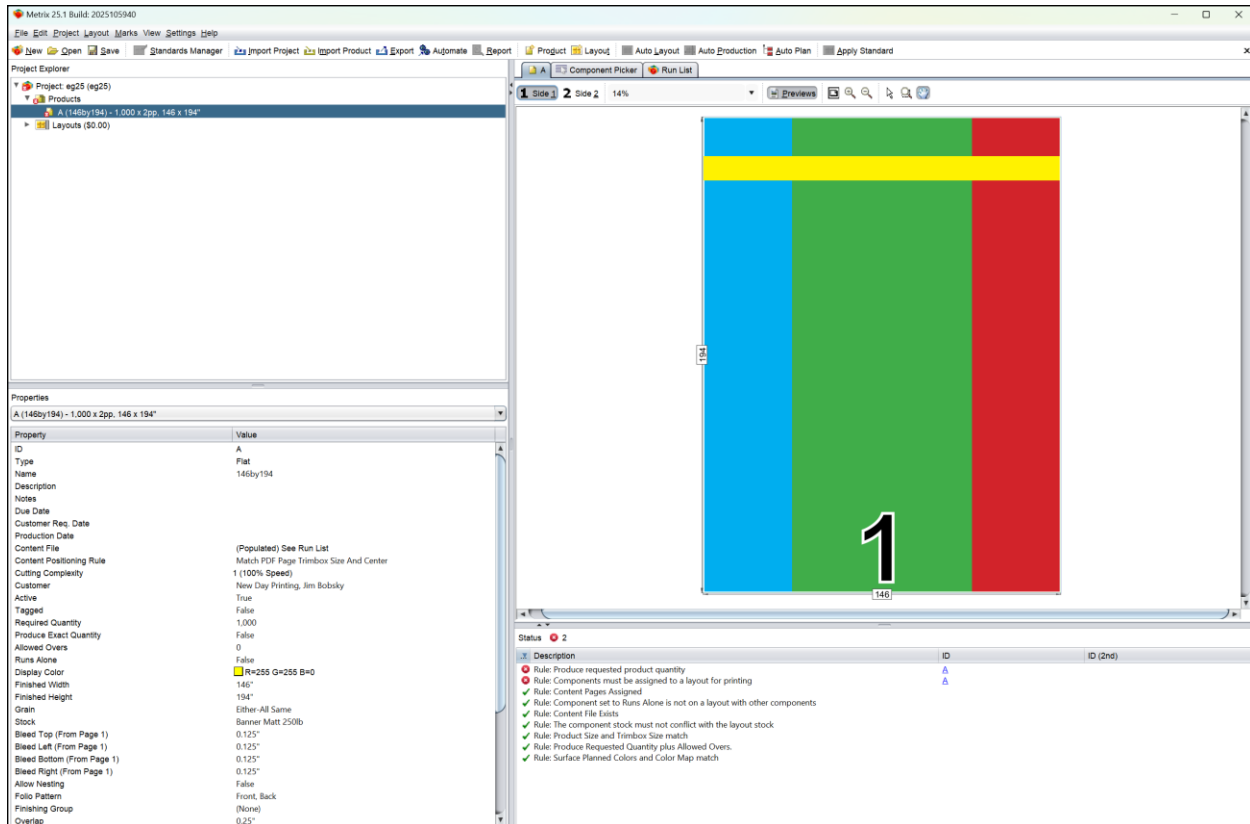 Metrix 25.1 Build: 2025105940
File Edit Project Layout Marks View Settings Help
New Open Save Standards Manager Import Project Import Product Export Automate Report Product Layout Auto Layout Auto Production Auto Plan Apply Standard
Project Explorer
Project: eg25 (eg25)
Products
A (146by194) - 1,000 x 2pp, 146 x 194"
Layouts ($0.00)
Properties
A (146by194) - 1,000 x 2pp, 146 x 194"
Property Value
ID A
Type Flat
Name 146by194
Description
Notes
Due Date
Customer Req. Date
Production Date
Content File (Populated) See Run List
Content Positioning Rule Match PDF Page Trimbox Size And Center
Cutting Complexity 1 (100% Speed)
Customer New Day Printing, Jim Bobsky
Active True
Tagged False
Required Quantity 1,000
Produce Exact Quantity False
Allowed Overs 0
Runs Alone False
Display Color R=255 G=255 B=0
Finished Width 146"
Finished Height 194"
Grain Either-All Same
Stock Banner Matt 250lb
Bleed Top (From Page 1) 0.125"
Bleed Left (From Page 1) 0.125"
Bleed Bottom (From Page 1) 0.125"
Bleed Right (From Page 1) 0.125"
Allow Nesting False
Folio Pattern Front, Back
Finishing Group (None)
Overlap 0.25"
A Component Picker Run List
1 Side 1 2 Side 2 14% Previews
194
1
146
Status 2
Description ID ID (2nd)
Rule: Produce requested product quantity A
Rule: Components must be assigned to a layout for printing A
Rule: Content Pages Assigned
Rule: Component set to Runs Alone is not on a layout with other components
Rule: Content File Exists
Rule: The component stock must not conflict with the layout stock
Rule: Product Size and Trimbox Size match
Rule: Produce Requested Quantity plus Allowed Overs.
Rule: Surface Planned Colors and Color Map match